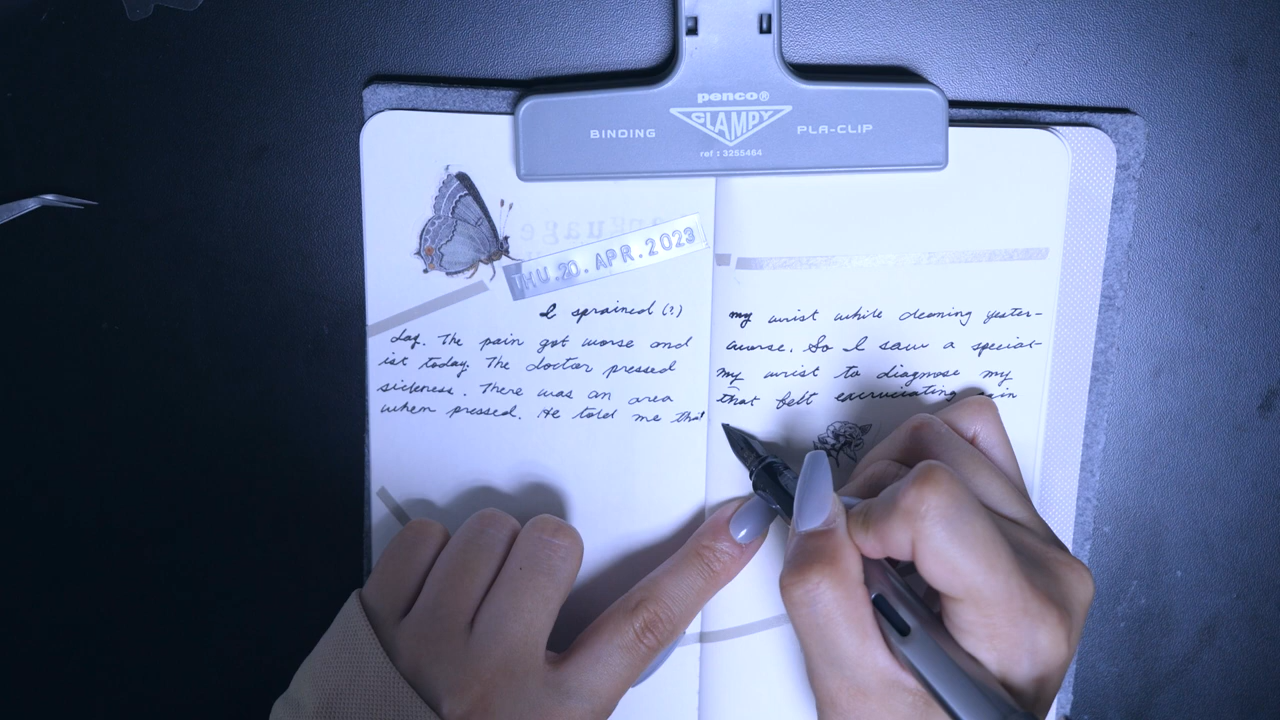 penco®
BINDING CLAMPY PLA-CLIP
ref : 3255464
THU.20.APR.2023
I sprained (?) my wrist while cleaning yester-
day. The pain got worse and worse. So I saw a special-
ist today. The doctor pressed my wrist to diagnose my
sickness. There was an area that felt excruciating pain
when pressed. He told me that